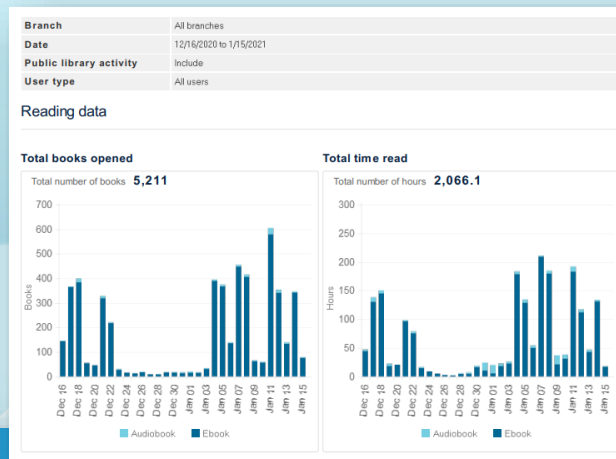 Branch All branches
Date 12/16/2020 to 1/15/2021
Public library activity Include
User type All users
Reading data
Total books opened
Total number of books 5,211
700
600
500
400
300
200
100
0
Books
Dec 16
Dec 18
Dec 20
Dec 22
Dec 24
Dec 26
Dec 28
Dec 30
Jan 01
Jan 03
Jan 05
Jan 07
Jan 09
Jan 11
Jan 13
Jan 15
Audiobook Ebook
Total time read
Total number of hours 2,066.1
300
250
200
150
100
50
0
Hours
Dec 16
Dec 18
Dec 20
Dec 22
Dec 24
Dec 26
Dec 28
Dec 30
Jan 01
Jan 03
Jan 05
Jan 07
Jan 09
Jan 11
Jan 13
Jan 15
Audiobook Ebook